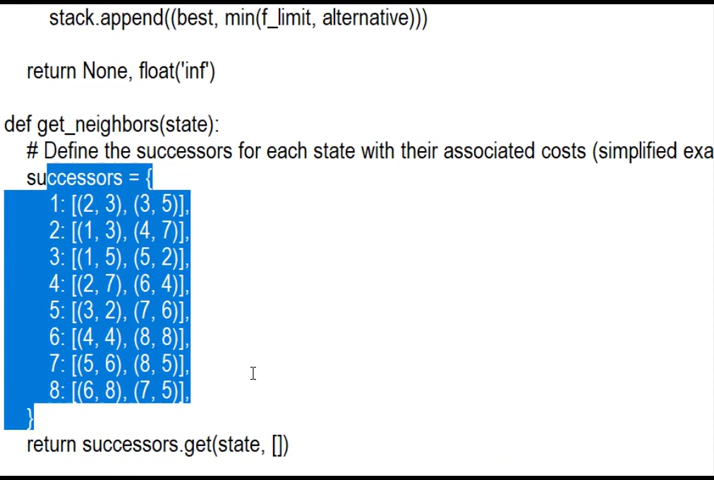 stack.append((best, min(f_limit, alternative)))
return None, float('inf')
def get_neighbors(state):
# Define the successors for each state with their associated costs (simplified exa
successors = {
1: [(2, 3), (3, 5)],
2: [(1, 3), (4, 7)],
3: [(1, 5), (5, 2)],
4: [(2, 7), (6, 4)],
5: [(3, 2), (7, 6)],
6: [(4, 4), (8, 8)],
7: [(5, 6), (8, 5)],
8: [(6, 8), (7, 5)],
}
return successors.get(state, [])